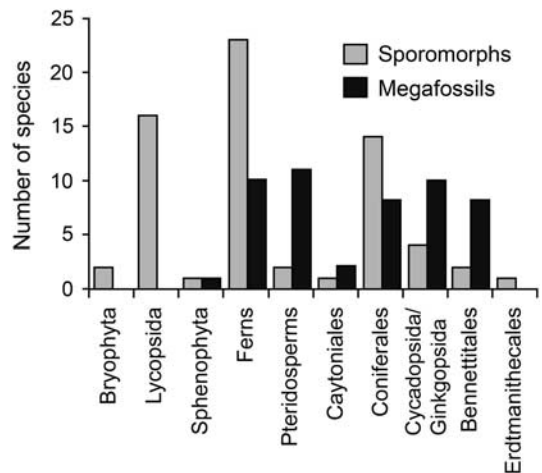 Number of species
25
20
15
10
5
0
Sporomorphs
Megafossils
Bryophyta
Lycopsida
Sphenophyta
Ferns
Pteridosperms
Caytoniales
Coniferales
Cycadopsida/
Ginkgopsida
Bennettitales
Erdtmanithecales